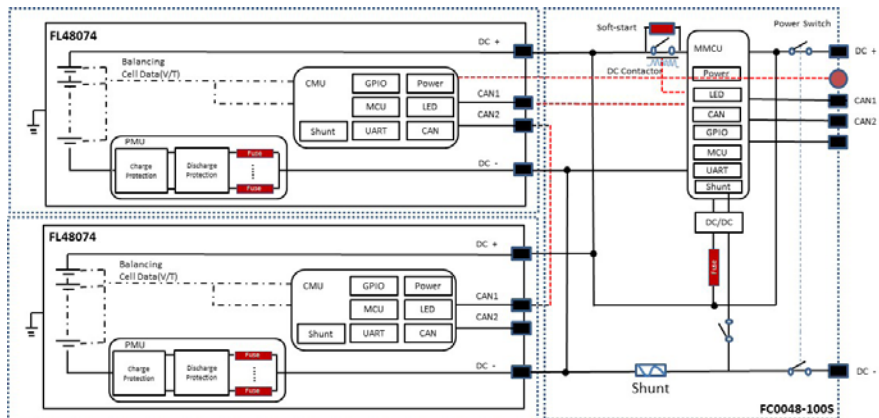 FL48074
DC +
Balancing
Cell Data(V/T)
CMU
GPIO
Power
MCU
LED
Shunt
UART
CAN
CAN1
CAN2
PMU
Charge
Protection
Discharge
Protection
Fuse
Fuse
DC -
FL48074
DC +
Balancing
Cell Data(V/T)
CMU
GPIO
Power
MCU
LED
Shunt
UART
CAN
CAN1
CAN2
PMU
Charge
Protection
Discharge
Protection
Fuse
Fuse
DC -
Soft-start
DC Contactor
MMCU
Power
LED
CAN
GPIO
MCU
UART
Shunt
DC/DC
Fuse
Shunt
Power Switch
DC +
CAN1
CAN2
DC -
FC0048-100S